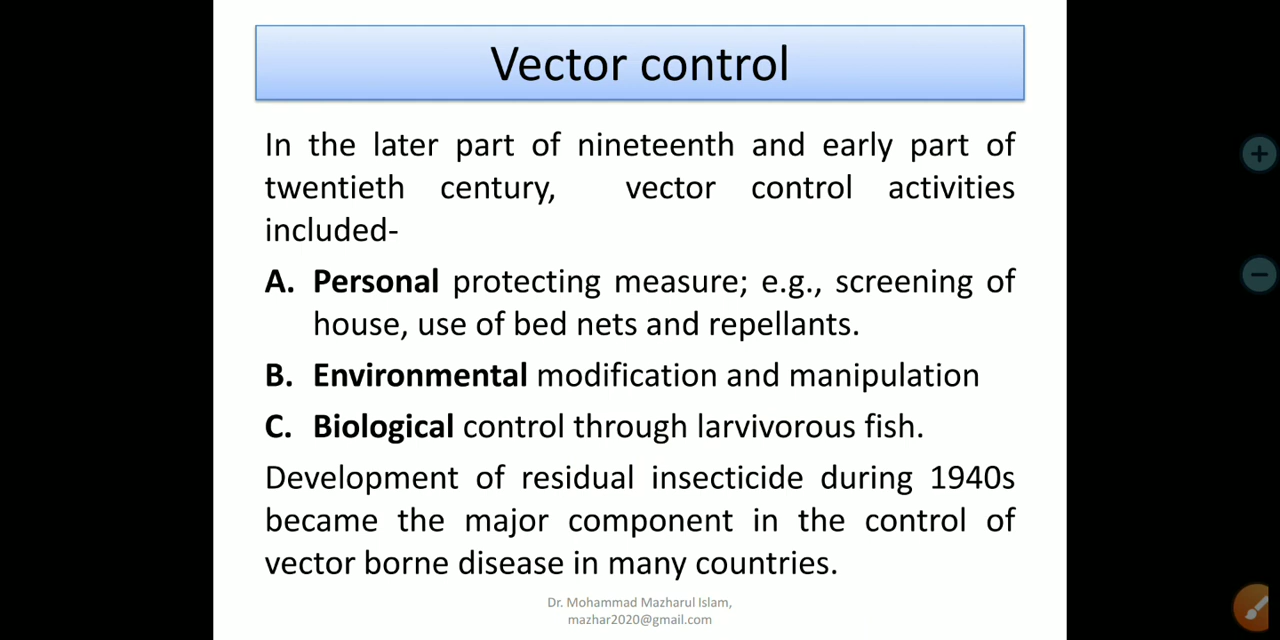 Vector control
In the later part of nineteenth and early part of
twentieth century, vector control activities
included-
A. Personal protecting measure; e.g., screening of
house, use of bed nets and repellants.
B. Environmental modification and manipulation
C. Biological control through larvivorous fish.
Development of residual insecticide during 1940s
became the major component in the control of
vector borne disease in many countries.
Dr. Mohammad Mazharul Islam,
mazhar2020@gmail.com